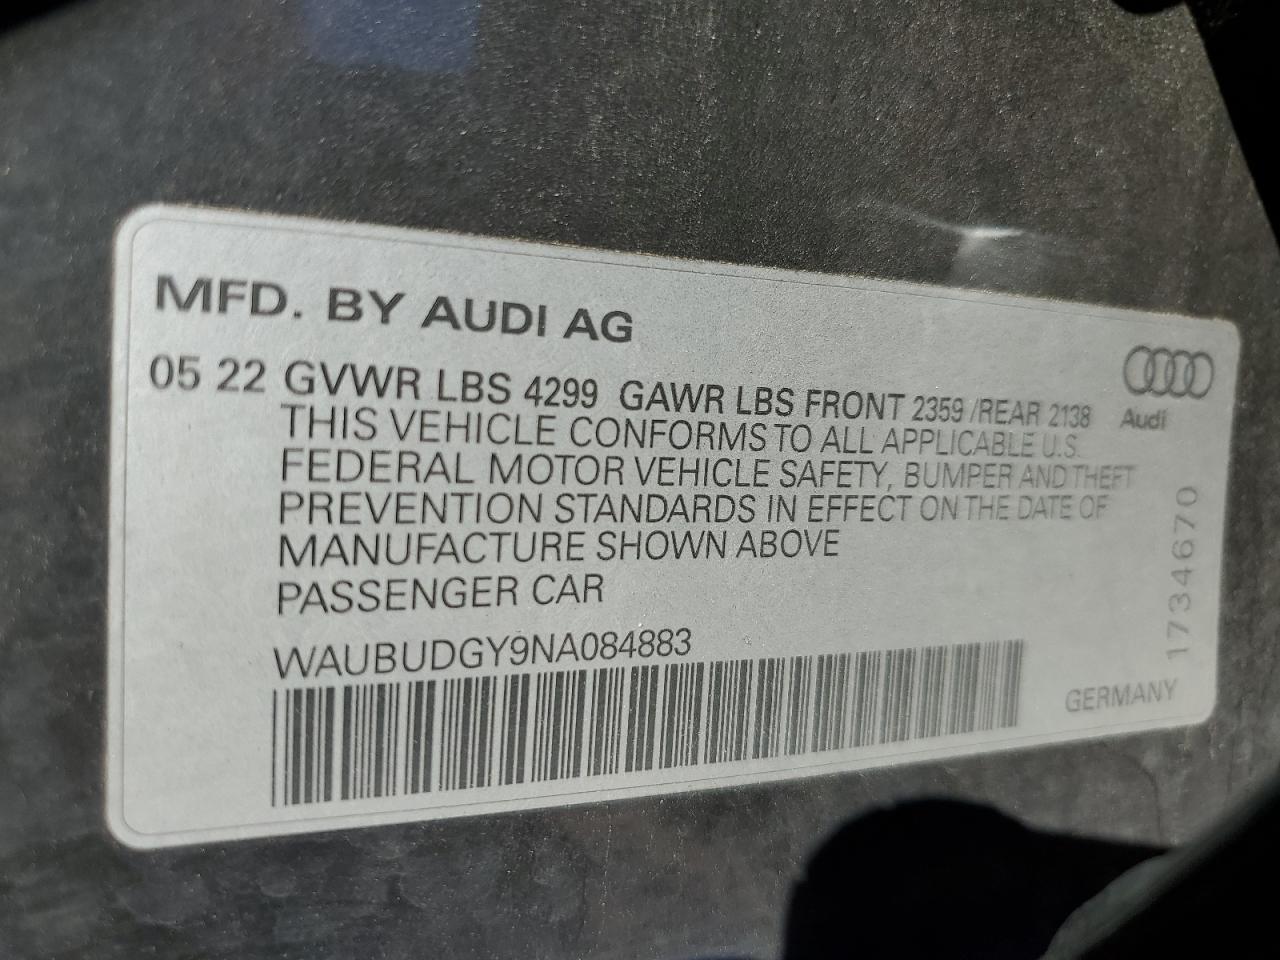 MFD. BY AUDI AG
05 22 GVWR LBS 4299 GAWR LBS FRONT 2359 /REAR 2138
THIS VEHICLE CONFORMS TO ALL APPLICABLE U.S.
FEDERAL MOTOR VEHICLE SAFETY, BUMPER AND THEFT
PREVENTION STANDARDS IN EFFECT ON THE DATE OF
MANUFACTURE SHOWN ABOVE
PASSENGER CAR
WAUBUDGY9NA084883
Audi
1734670
GERMANY